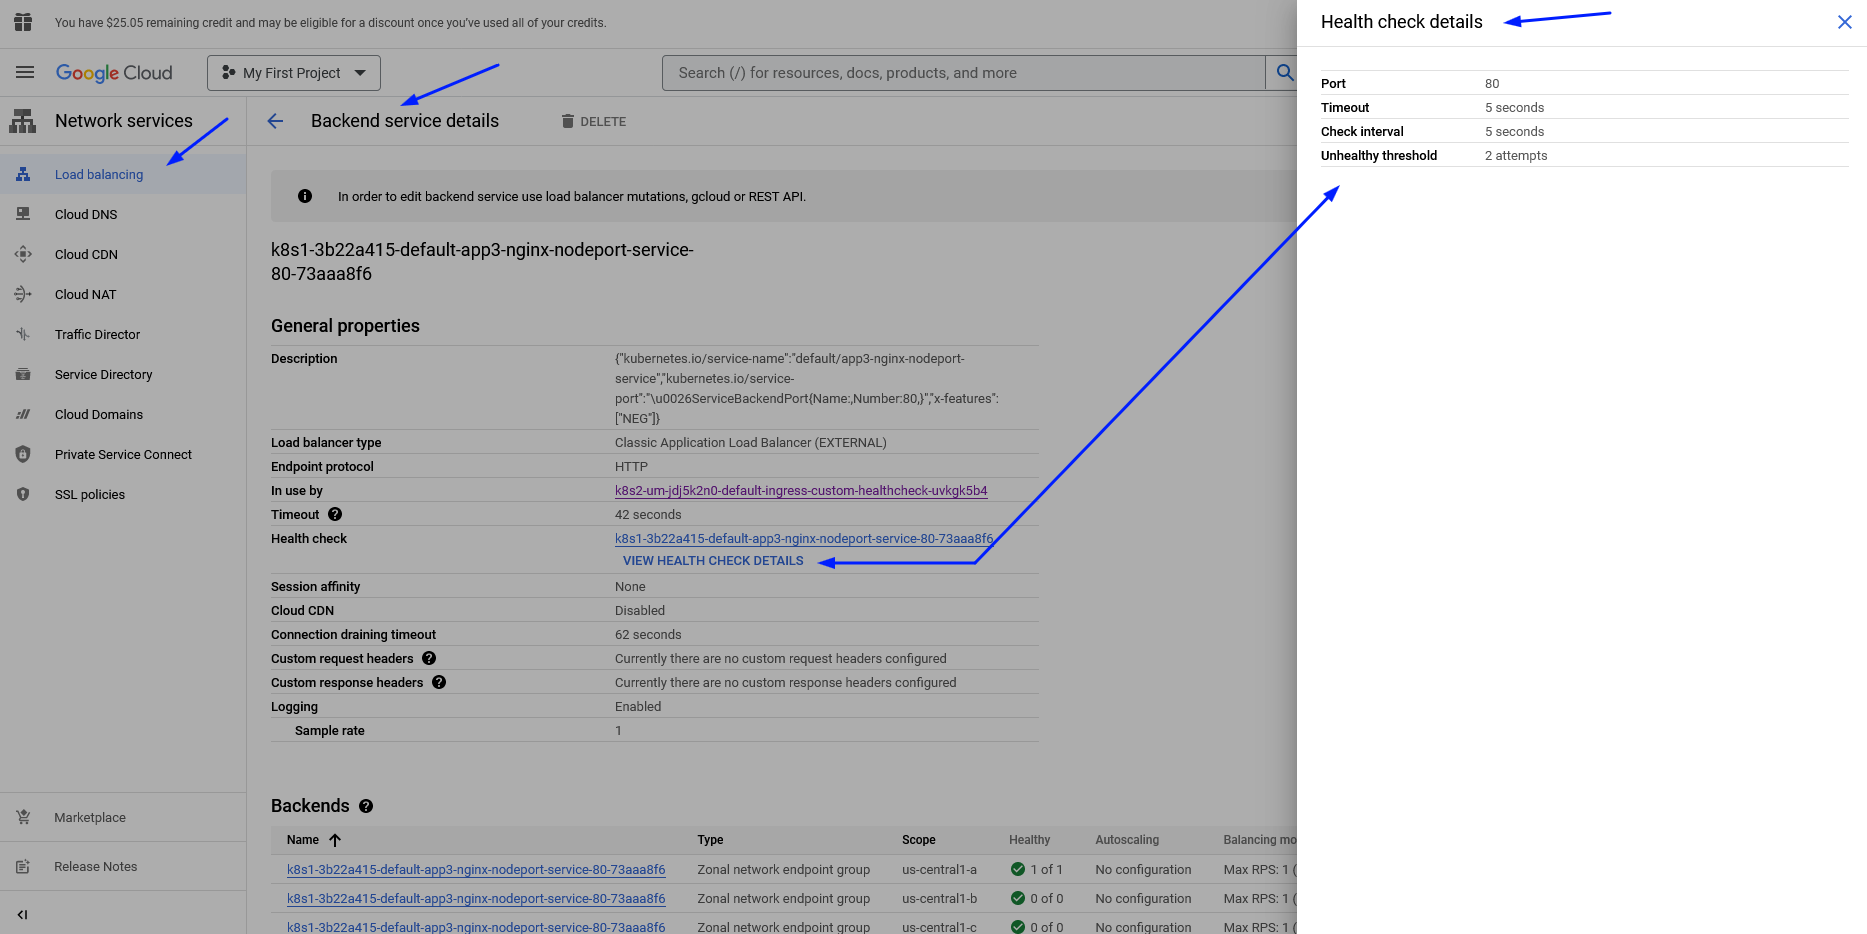 You have $25.05 remaining credit and may be eligible for a discount once you've used all of your credits.
Google Cloud
My First Project
Search (/) for resources, docs, products, and more
Network services
Load balancing
Cloud DNS
Cloud CDN
Cloud NAT
Traffic Director
Service Directory
Cloud Domains
Private Service Connect
SSL policies
Marketplace
Release Notes
Backend service details
DELETE
In order to edit backend service use load balancer mutations, gcloud or REST API.
k8s1-3b22a415-default-app3-nginx-nodeport-service-
80-73aaa8f6
General properties
Description {"kubernetes.io/service-name":"default/app3-nginx-nodeport-
service","kubernetes.io/service-
port":"\u0026ServiceBackendPort{Name:,Number:80,}","x-features":
["NEG"]}
Load balancer type Classic Application Load Balancer (EXTERNAL)
Endpoint protocol HTTP
In use by k8s2-um-jdj5k2n0-default-ingress-custom-healthcheck-uvkgk5b4
Timeout 42 seconds
Health check k8s1-3b22a415-default-app3-nginx-nodeport-service-80-73aaa8f6
VIEW HEALTH CHECK DETAILS
Session affinity None
Cloud CDN Disabled
Connection draining timeout 62 seconds
Custom request headers Currently there are no custom request headers configured
Custom response headers Currently there are no custom response headers configured
Logging Enabled
Sample rate 1
Backends
Name Type Scope Healthy Autoscaling Balancing mo
k8s1-3b22a415-default-app3-nginx-nodeport-service-80-73aaa8f6 Zonal network endpoint group us-central1-a 1 of 1 No configuration Max RPS: 1 (
k8s1-3b22a415-default-app3-nginx-nodeport-service-80-73aaa8f6 Zonal network endpoint group us-central1-b 0 of 0 No configuration Max RPS: 1 (
k8s1-3b22a415-default-app3-nginx-nodeport-service-80-73aaa8f6 Zonal network endpoint group us-central1-c 0 of 0 No configuration Max RPS: 1 (
Health check details
Port 80
Timeout 5 seconds
Check interval 5 seconds
Unhealthy threshold 2 attempts